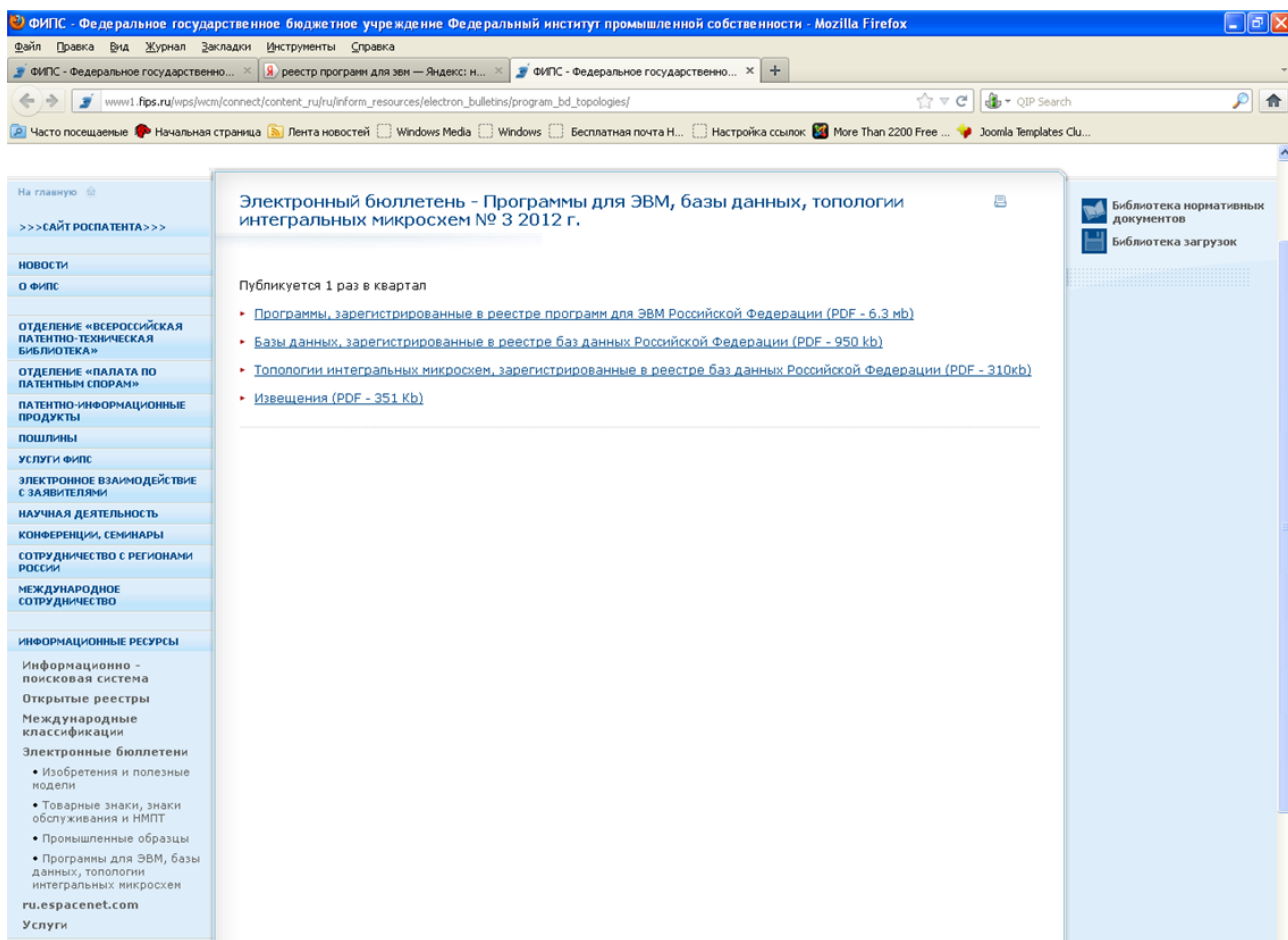 ФИПС - Федеральное государственное бюджетное учреждение Федеральный институт промышленной собственности - Mozilla Firefox
Файл Правка Вид Журнал Закладки Инструменты Справка
ФИПС - Федеральное государственно... реестр программ для эвм — Яндекс: н... ФИПС - Федеральное государственно...
www1.fips.ru/wps/wcm/connect/content_ru/ru/inform_resources/electron_bulletins/program_bd_topologies/ QIP Search
Часто посещаемые Начальная страница Лента новостей Windows Media Windows Бесплатная почта H... Настройка ссылок More Than 2200 Free ... Joomla Templates Clu...
На главную
>>>САЙТ РОСПАТЕНТА>>>
НОВОСТИ
О ФИПС
ОТДЕЛЕНИЕ «ВСЕРОССИЙСКАЯ
ПАТЕНТНО-ТЕХНИЧЕСКАЯ
БИБЛИОТЕКА»
ОТДЕЛЕНИЕ «ПАЛАТА ПО
ПАТЕНТНЫМ СПОРАМ»
ПАТЕНТНО-ИНФОРМАЦИОННЫЕ
ПРОДУКТЫ
ПОШЛИНЫ
УСЛУГИ ФИПС
ЭЛЕКТРОННОЕ ВЗАИМОДЕЙСТВИЕ
С ЗАЯВИТЕЛЯМИ
НАУЧНАЯ ДЕЯТЕЛЬНОСТЬ
КОНФЕРЕНЦИИ, СЕМИНАРЫ
СОТРУДНИЧЕСТВО С РЕГИОНАМИ
РОССИИ
МЕЖДУНАРОДНОЕ
СОТРУДНИЧЕСТВО
ИНФОРМАЦИОННЫЕ РЕСУРСЫ
Информационно -
поисковая система
Открытые реестры
Международные
классификации
Электронные бюллетени
• Изобретения и полезные
модели
• Товарные знаки, знаки
обслуживания и НМПТ
• Промышленные образцы
• Программы для ЭВМ, базы
данных, топологии
интегральных микросхем
ru.espacenet.com
Услуги
Электронный бюллетень - Программы для ЭВМ, базы данных, топологии
интегральных микросхем № 3 2012 г.
Публикуется 1 раз в квартал
Программы, зарегистрированные в реестре программ для ЭВМ Российской Федерации (PDF - 6.3 мb)
Базы данных, зарегистрированные в реестре баз данных Российской Федерации (PDF - 950 kb)
Топологии интегральных микросхем, зарегистрированные в реестре баз данных Российской Федерации (PDF - 310кb)
Извещения (PDF - 351 Kb)
Библиотека нормативных
документов
Библиотека загрузок